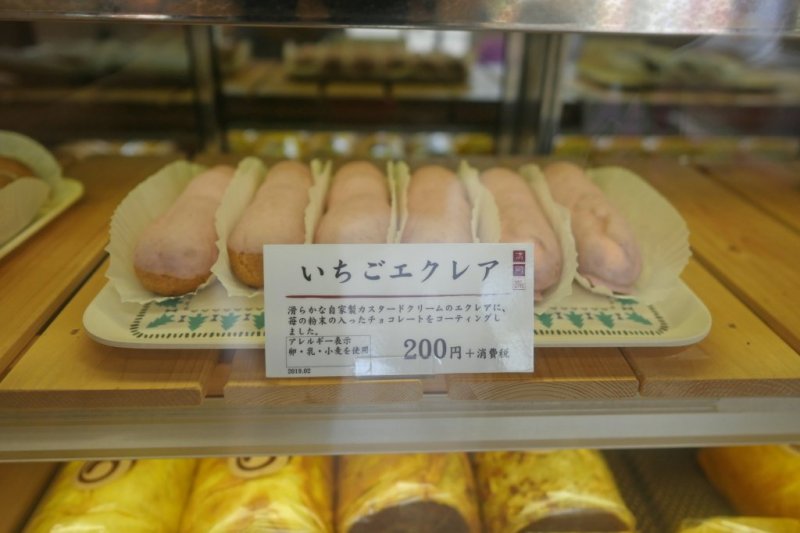 いちごエクレア
滑らかな自家製カスタードクリームのエクレアに、
苺の粉末の入ったチョコレートをコーティングし
ました。
アレルギー表示
卵・乳・小麦を使用
200円+消費税
2019.02